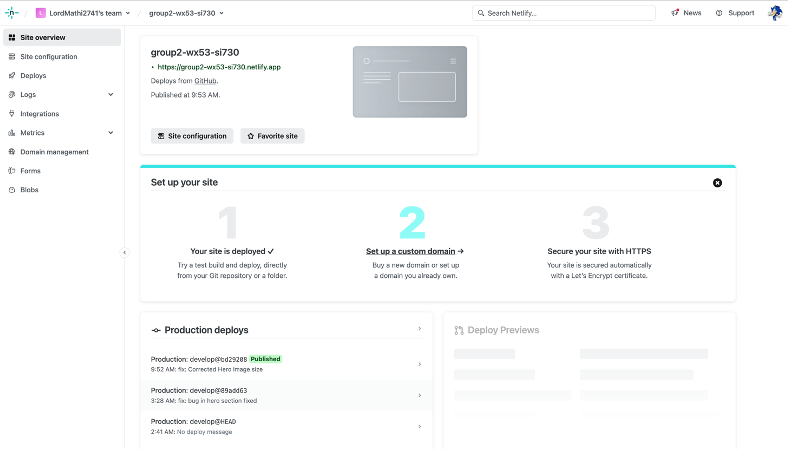 LordMathi2741's team
group2-wx53-si730
Search Netlify...
News
Support
Site overview
Site configuration
Deploys
Logs
Integrations
Metrics
Domain management
Forms
Blobs
group2-wx53-si730
https://group2-wx53-si730.netlify.app
Deploys from GitHub.
Published at 9:53 AM.
Site configuration
Favorite site
Set up your site
1
Your site is deployed ✓
Try a test build and deploy, directly
from your Git repository or a folder.
2
Set up a custom domain →
Buy a new domain or set up
a domain you already own.
3
Secure your site with HTTPS
Your site is secured automatically
with a Let's Encrypt certificate.
Production deploys
Production: develop@bd29208 Published
9:52 AM: fix: Corrected Hero Image size
Production: develop@89add63
3:28 AM: fix: bug in hero section fixed
Production: develop@HEAD
2:41 AM: No deploy message
Deploy Previews